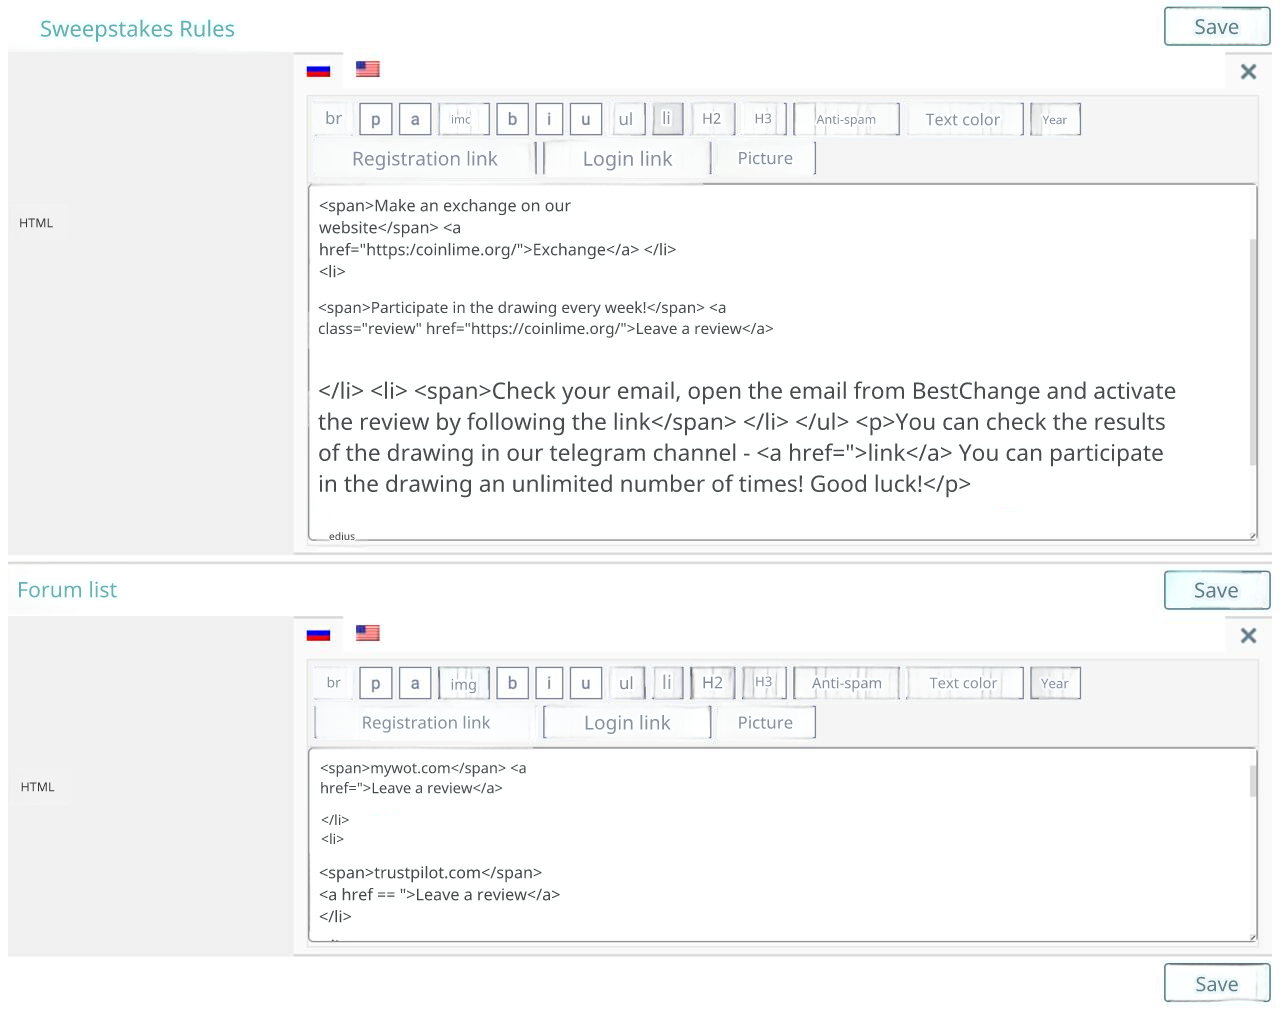 Sweepstakes Rules
Save
br p a imc b i u ul li H2 H3 Anti-spam Text color Year
Registration link Login link Picture
HTML
<span>Make an exchange on our
website</span> <a
href="https:/coinlime.org/">Exchange</a> </li>
<li>
<span>Participate in the drawing every week!</span> <a
class="review" href="https://coinlime.org/">Leave a review</a>
</li> <li> <span>Check your email, open the email from BestChange and activate
the review by following the link</span> </li> </ul> <p>You can check the results
of the drawing in our telegram channel - <a href=">link</a> You can participate
in the drawing an unlimited number of times! Good luck!</p>
edius
Forum list
Save
br p a img b i u ul li H2 H3 Anti-spam Text color Year
Registration link Login link Picture
HTML
<span>mywot.com</span> <a
href=">Leave a review</a>
</li>
<li>
<span>trustpilot.com</span>
<a href == ">Leave a review</a>
</li>
Save